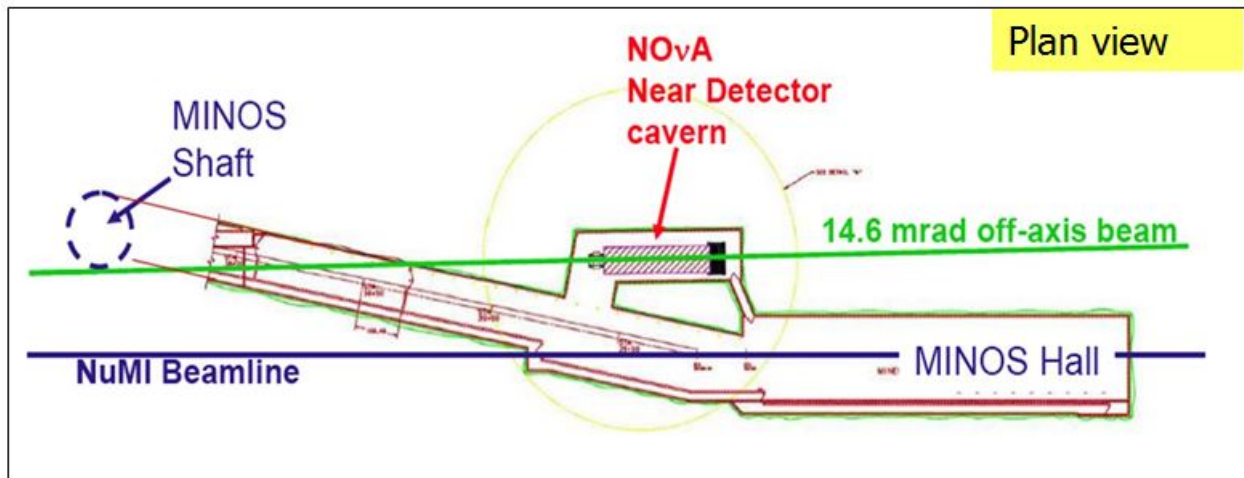 Plan view
NOνA
Near Detector
cavern
MINOS
Shaft
14.6 mrad off-axis beam
NuMI Beamline
MINOS Hall